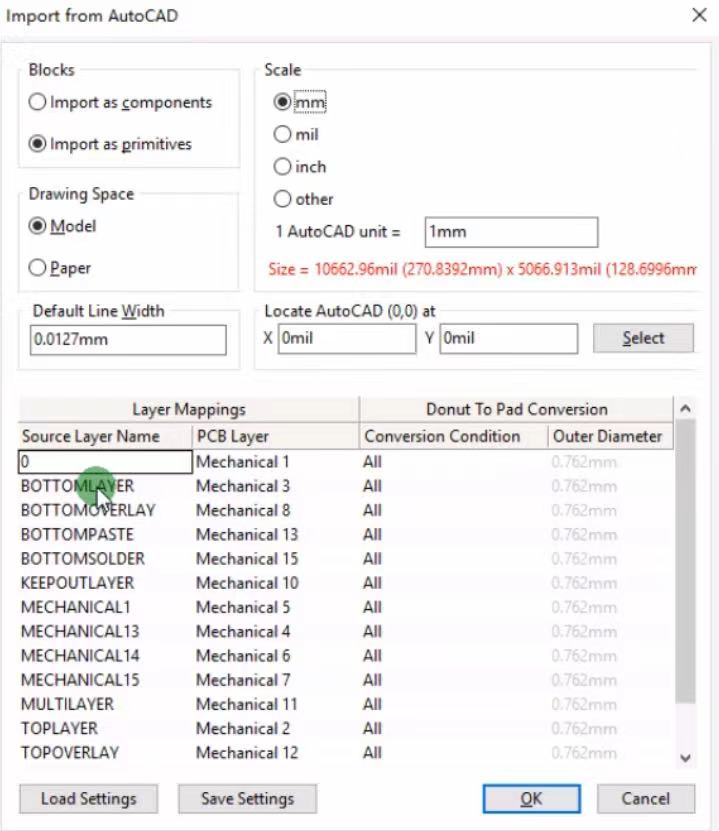 Import from AutoCAD
Blocks
Import as components
Import as primitives
Scale
mm
mil
inch
other
1 AutoCAD unit = 1mm
Size = 10662.96mil (270.8392mm) x 5066.913mil (128.6996mm
Drawing Space
Model
Paper
Default Line Width
0.0127mm
Locate AutoCAD (0,0) at
X 0mil Y 0mil Select
Layer Mappings Donut To Pad Conversion
Source Layer Name PCB Layer Conversion Condition Outer Diameter
0 Mechanical 1 All 0.762mm
BOTTOMLAYER Mechanical 3 All 0.762mm
BOTTOMOVERLAY Mechanical 8 All 0.762mm
BOTTOMPASTE Mechanical 13 All 0.762mm
BOTTOMSOLDER Mechanical 15 All 0.762mm
KEEPOUTLAYER Mechanical 10 All 0.762mm
MECHANICAL1 Mechanical 5 All 0.762mm
MECHANICAL13 Mechanical 4 All 0.762mm
MECHANICAL14 Mechanical 6 All 0.762mm
MECHANICAL15 Mechanical 7 All 0.762mm
MULTILAYER Mechanical 11 All 0.762mm
TOPLAYER Mechanical 2 All 0.762mm
TOPOVERLAY Mechanical 12 All 0.762mm
Load Settings Save Settings OK Cancel